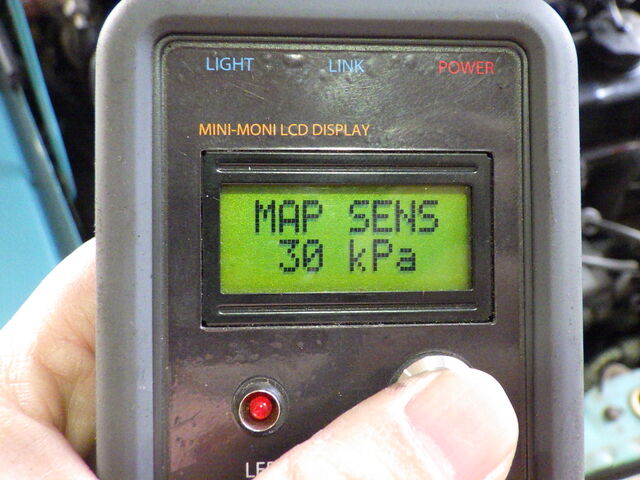 LIGHT LINK POWER
MINI-MONI LCD DISPLAY
MAP SENS
30 kPa